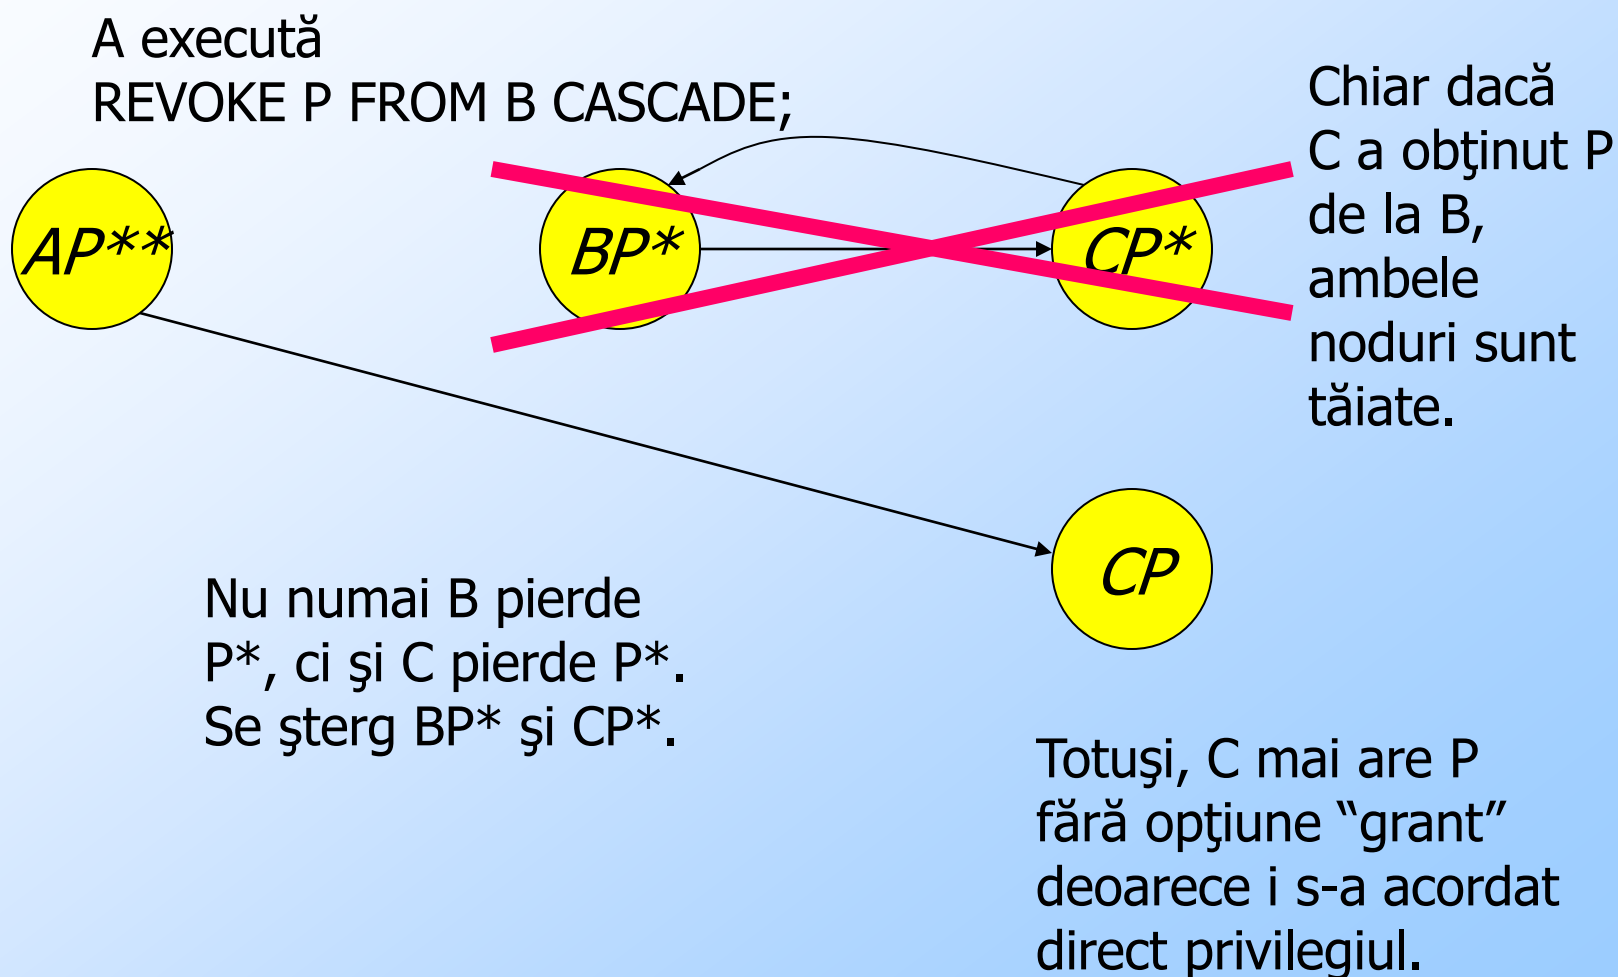 A execută
REVOKE P FROM B CASCADE;
Chiar dacă
C a obţinut P
de la B,
ambele
noduri sunt
tăiate.
AP**
BP*
CP*
CP
Nu numai B pierde
P*, ci şi C pierde P*.
Se şterg BP* şi CP*.
Totuşi, C mai are P
fără opţiune “grant”
deoarece i s-a acordat
direct privilegiul.